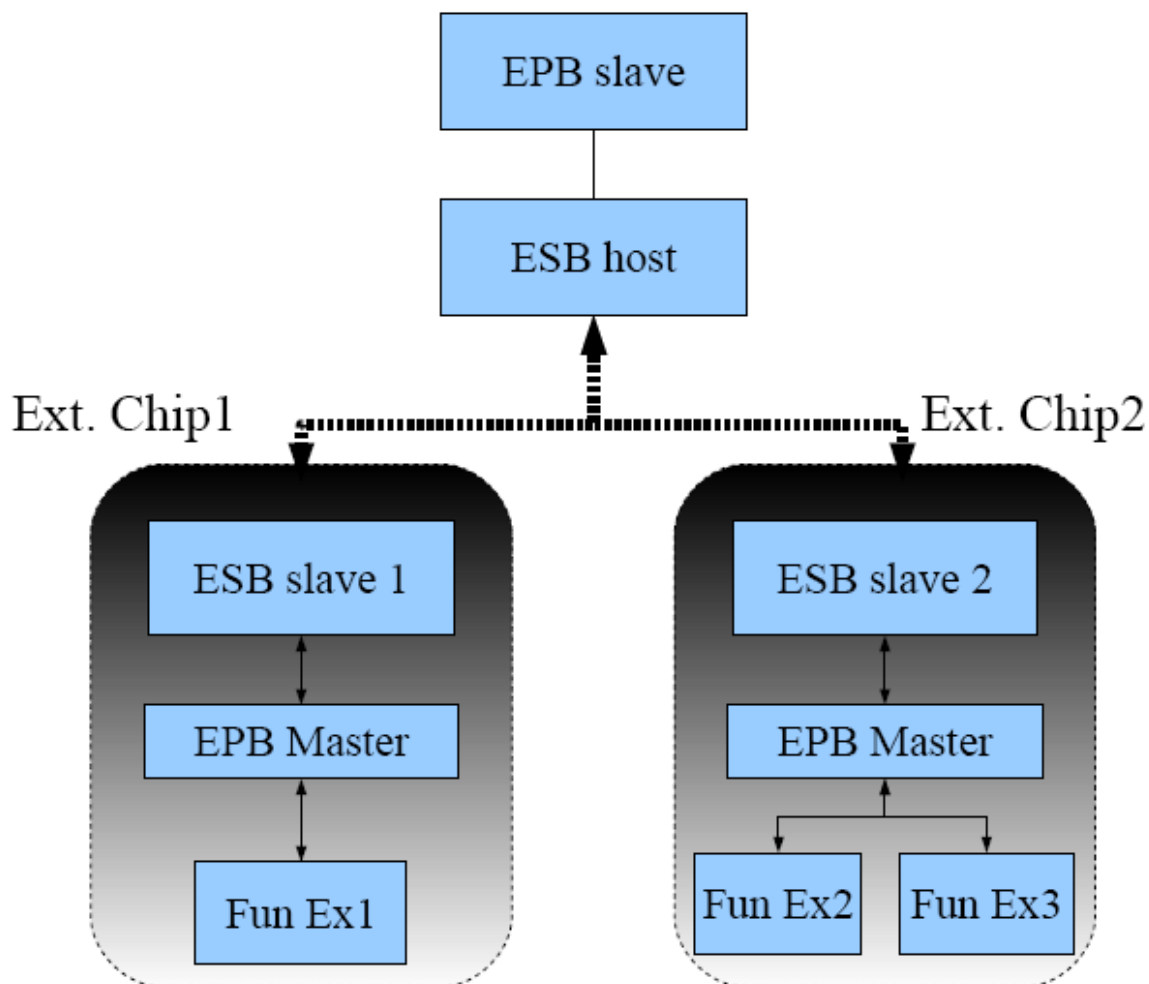 EPB slave
ESB host
Ext. Chip1
Ext. Chip2
ESB slave 1
ESB slave 2
EPB Master
EPB Master
Fun Ex1
Fun Ex2
Fun Ex3